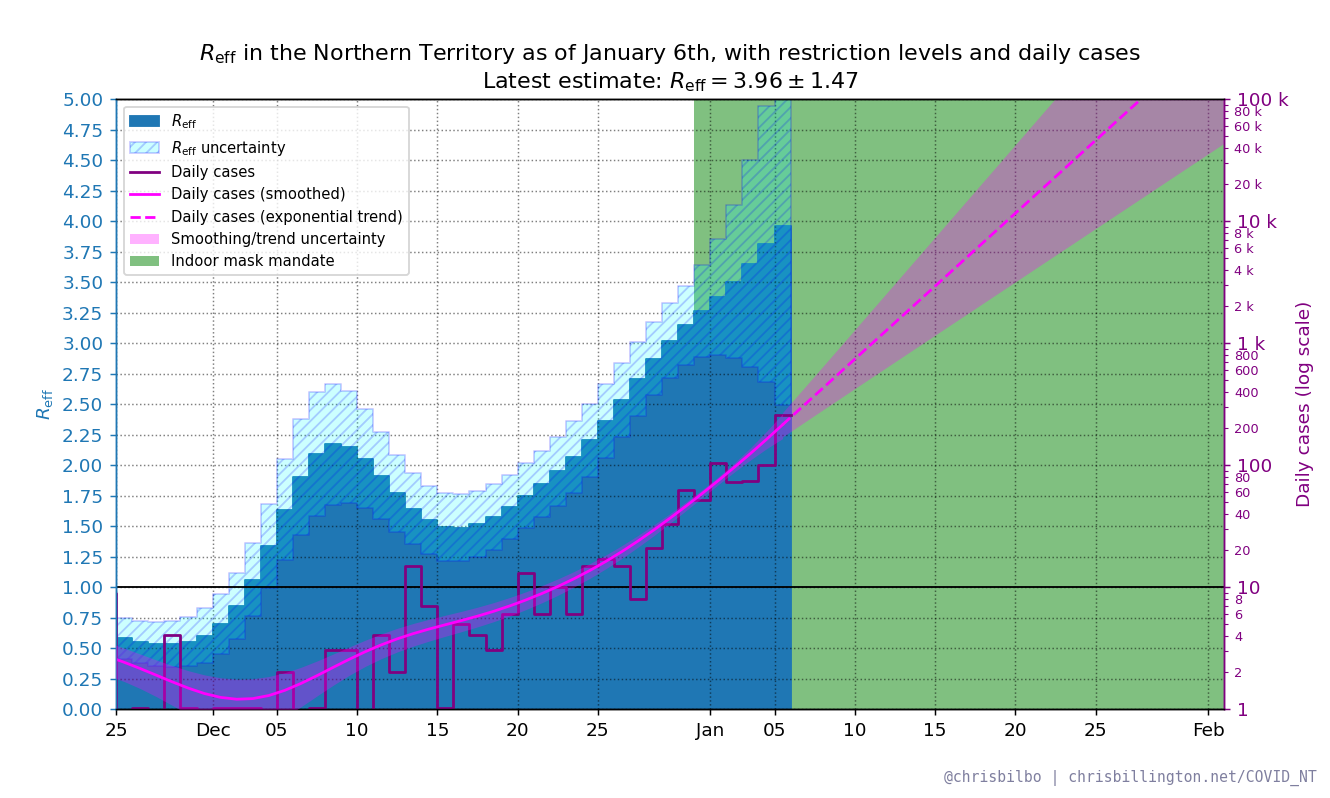 R_eff in the Northern Territory as of January 6th, with restriction levels and daily cases
Latest estimate: R_eff = 3.96 ± 1.47
R_eff
R_eff uncertainty
Daily cases
Daily cases (smoothed)
Daily cases (exponential trend)
Smoothing/trend uncertainty
Indoor mask mandate
R_eff
5.00
4.75
4.50
4.25
4.00
3.75
3.50
3.25
3.00
2.75
2.50
2.25
2.00
1.75
1.50
1.25
1.00
0.75
0.50
0.25
0.00
25 Dec 05 10 15 20 25 Jan 05 10 15 20 25 Feb
100 k
80 k
60 k
40 k
20 k
10 k
8 k
6 k
4 k
2 k
1 k
800
600
400
200
100
80
60
40
20
10
8
6
4
2
1
Daily cases (log scale)
@chrisbilbo | chrisbillington.net/COVID_NT